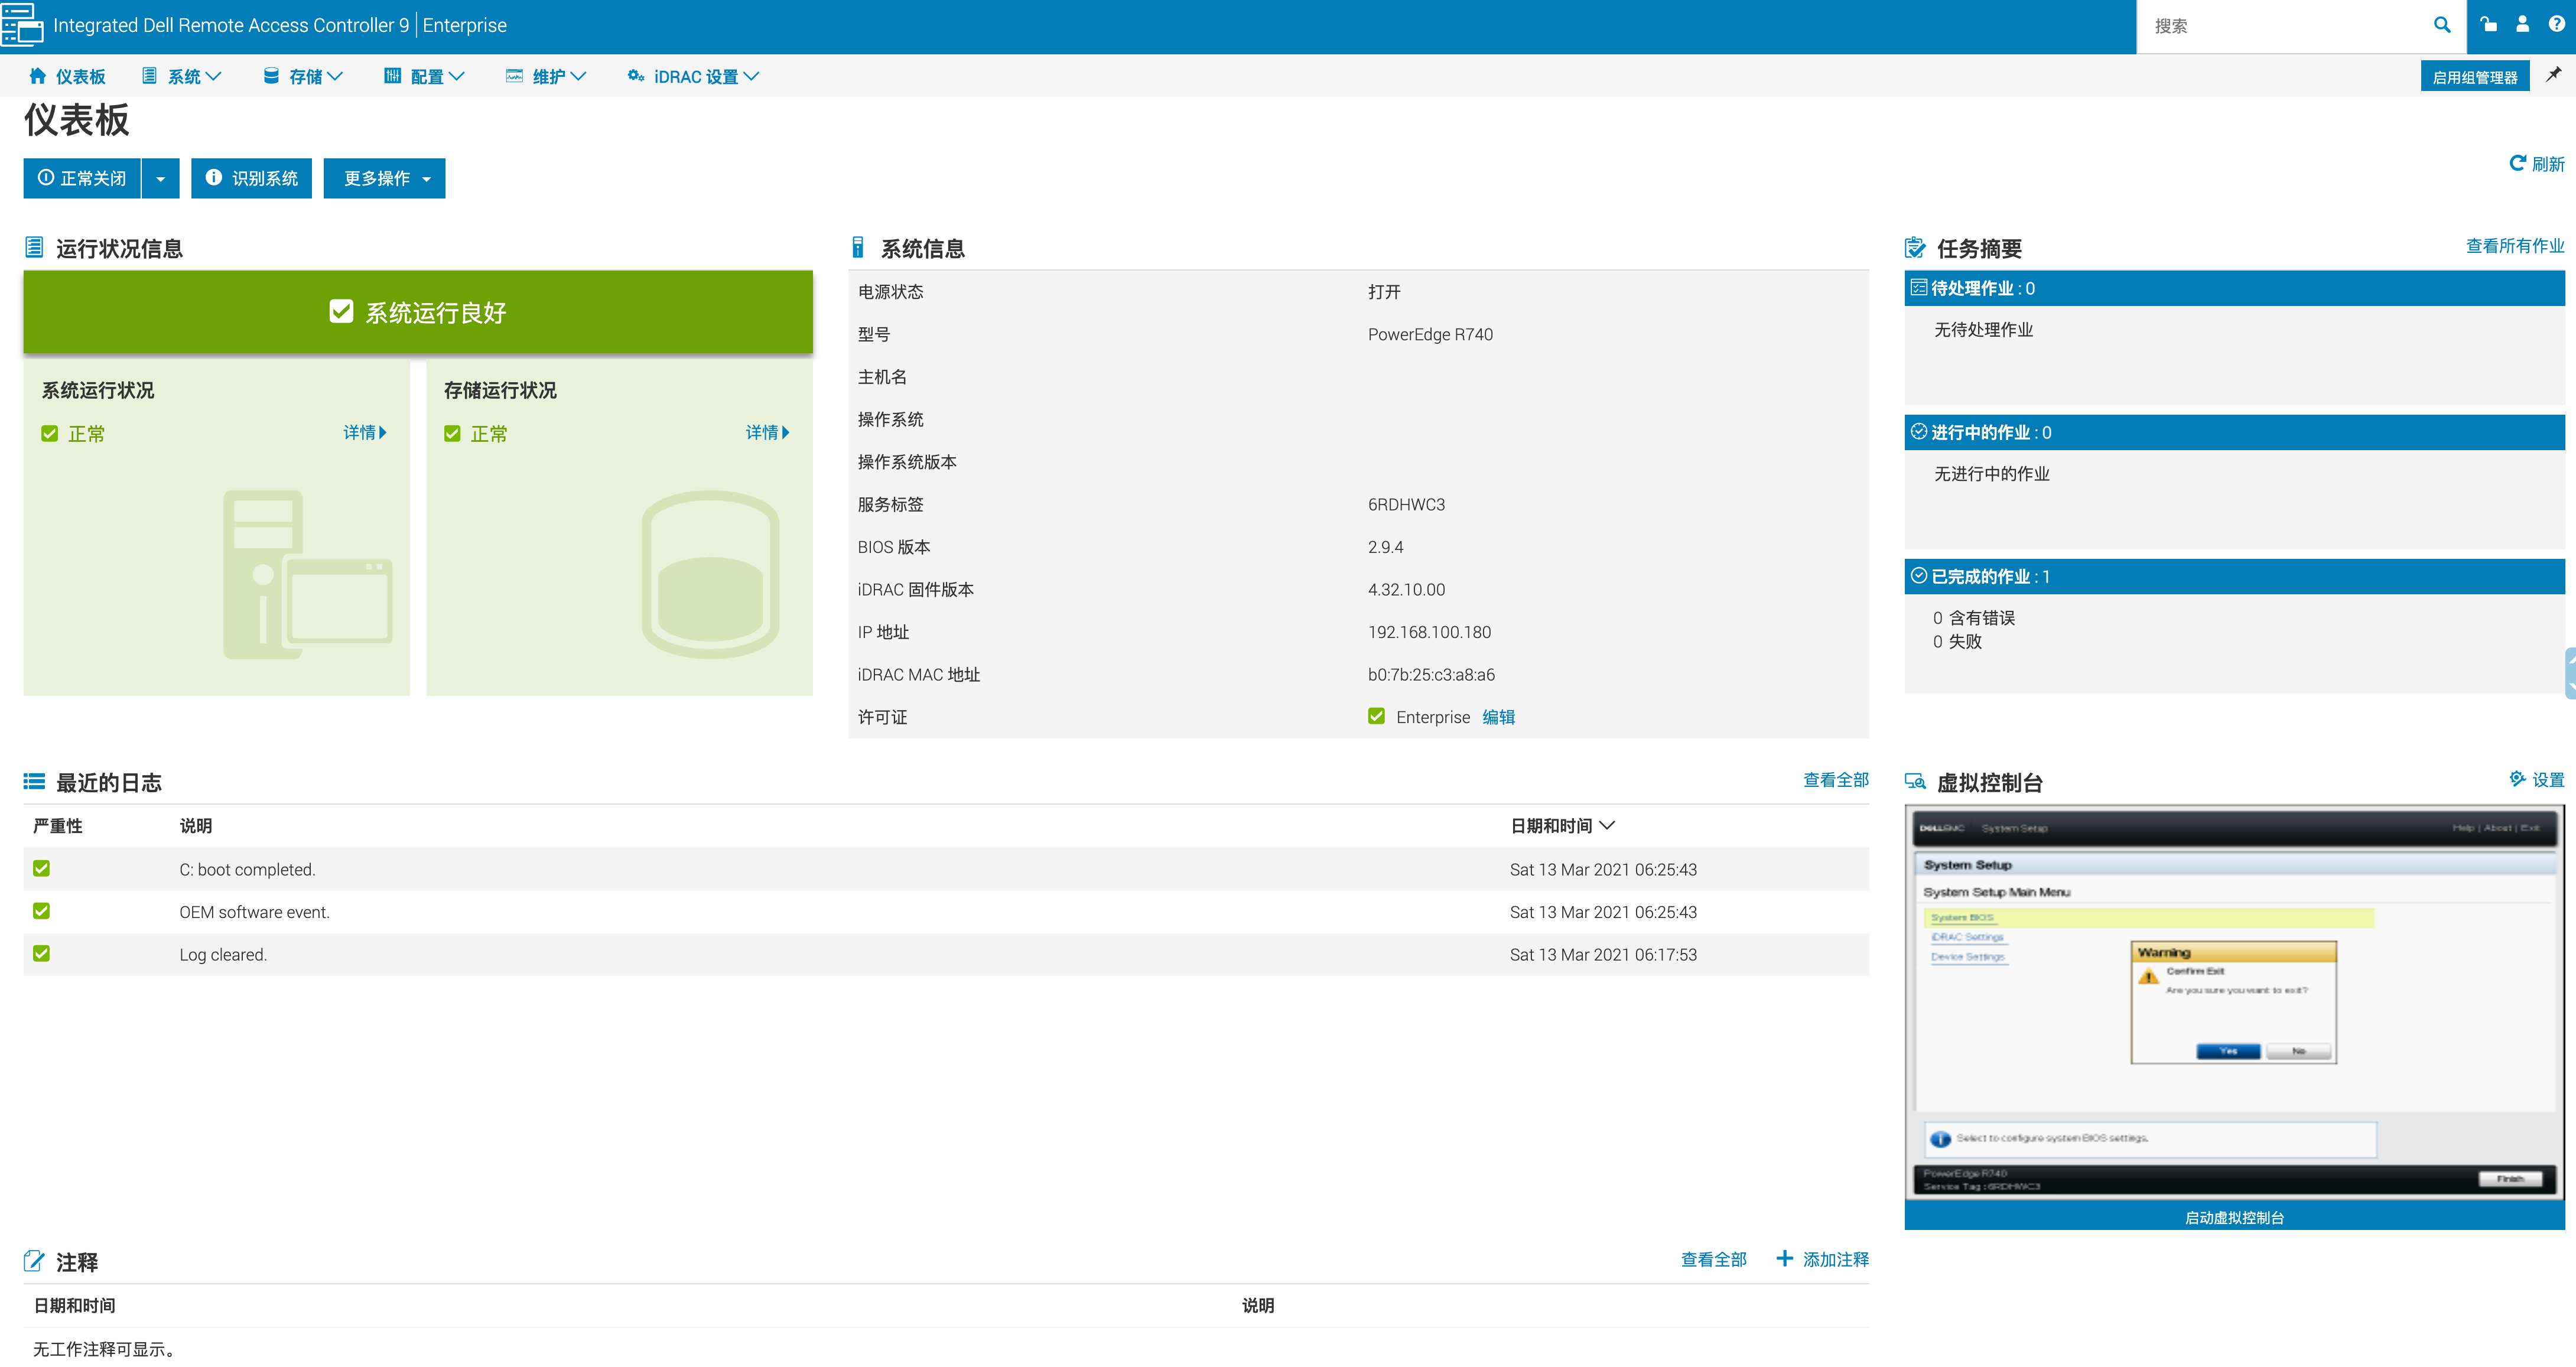 Integrated Dell Remote Access Controller 9 | Enterprise
搜索
仪表板 系统 存储 配置 维护 iDRAC 设置
启用组管理器
仪表板
正常关闭 识别系统 更多操作
刷新
运行状况信息
系统运行良好
系统运行状况
正常 详情
存储运行状况
正常 详情
系统信息
电源状态 打开
型号 PowerEdge R740
主机名
操作系统
操作系统版本
服务标签 6RDHWC3
BIOS 版本 2.9.4
iDRAC 固件版本 4.32.10.00
IP 地址 192.168.100.180
iDRAC MAC 地址 b0:7b:25:c3:a8:a6
许可证 Enterprise 编辑
任务摘要 查看所有作业
待处理作业 : 0
无待处理作业
进行中的作业 : 0
无进行中的作业
已完成的作业 : 1
0 含有错误
0 失败
最近的日志 查看全部
严重性 说明 日期和时间
C: boot completed. Sat 13 Mar 2021 06:25:43
OEM software event. Sat 13 Mar 2021 06:25:43
Log cleared. Sat 13 Mar 2021 06:17:53
虚拟控制台 设置
DELLEMC System Setup Help | About | Exit
System Setup
System Setup Main Menu
System BIOS
iDRAC Settings
Device Settings
Warning
Confirm Exit
Are you sure you want to exit?
Yes No
Select to configure system BIOS settings.
PowerEdge R740
Service Tag : 6RDHWC3
Finish
启动虚拟控制台
注释 查看全部 添加注释
日期和时间 说明
无工作注释可显示。